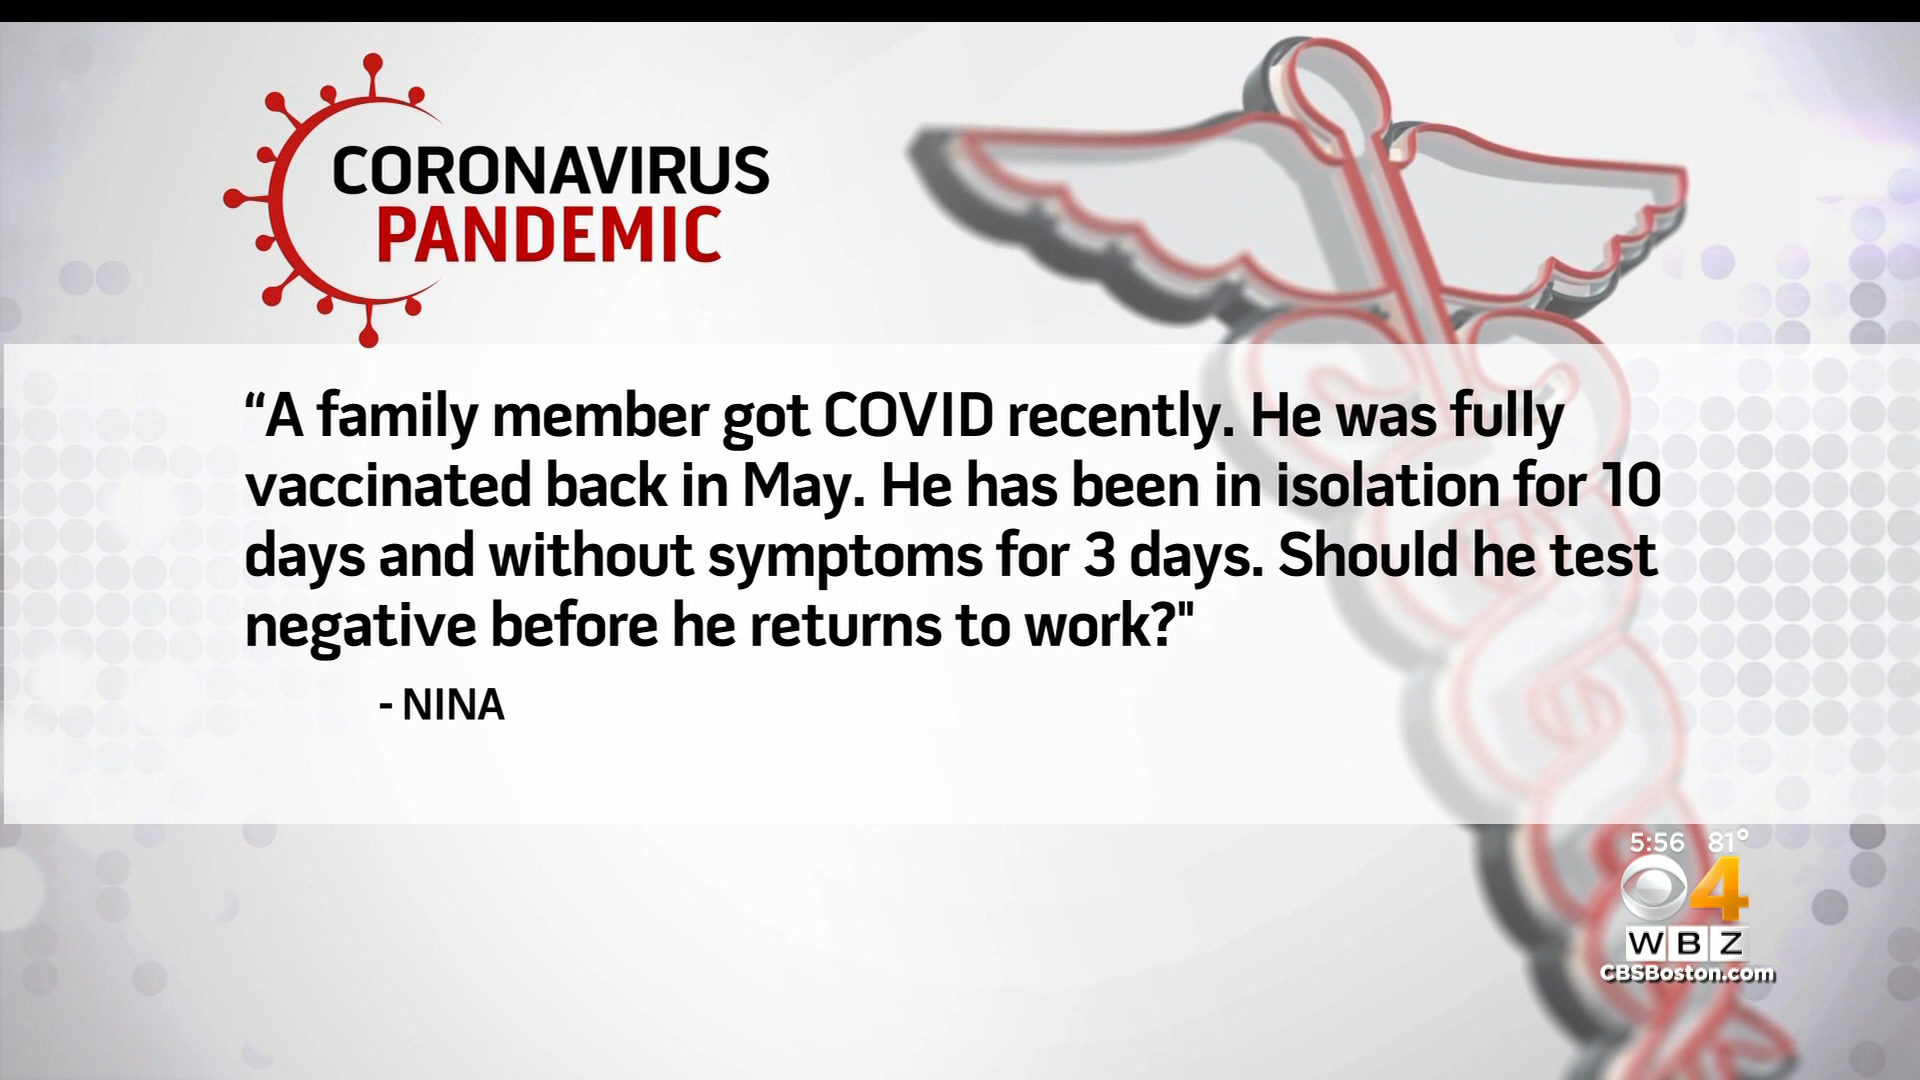 CORONAVIRUS
PANDEMIC
“A family member got COVID recently. He was fully
vaccinated back in May. He has been in isolation for 10
days and without symptoms for 3 days. Should he test
negative before he returns to work?"
- NINA
5:56 81°
4
WBZ
CBSBoston.com